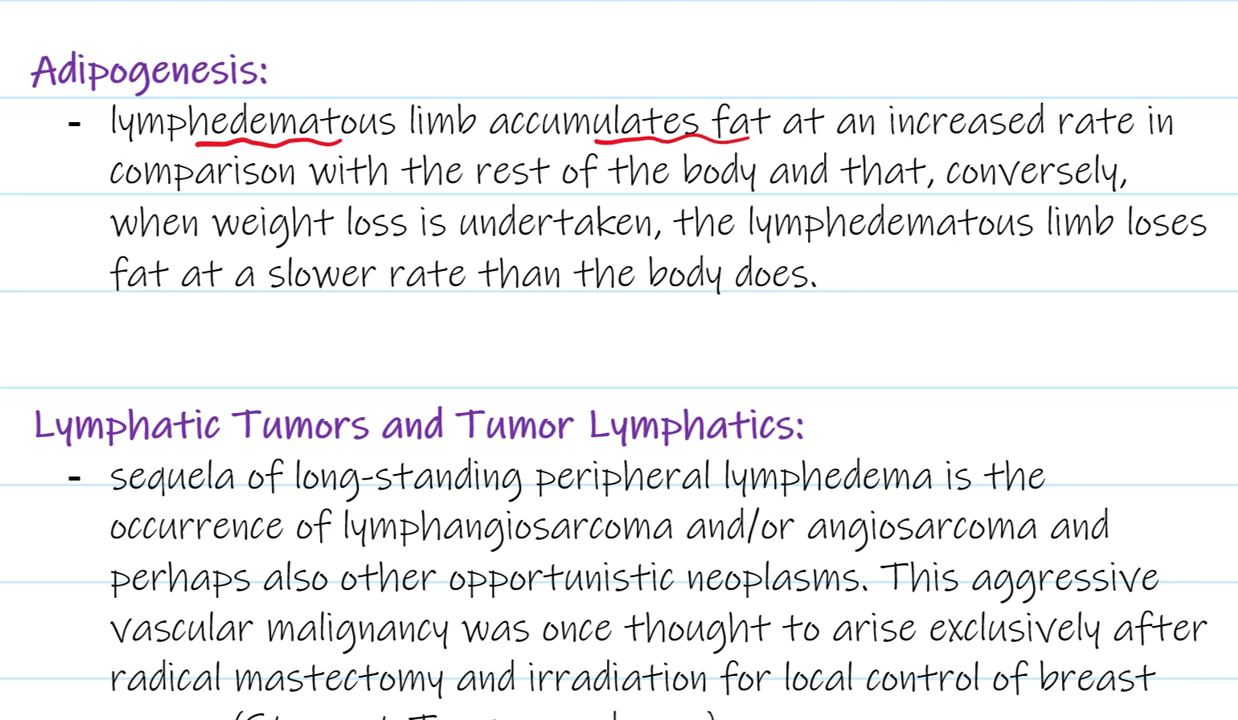 Adipogenesis:
- lymphedematous limb accumulates fat at an increased rate in
comparison with the rest of the body and that, conversely,
when weight loss is undertaken, the lymphedematous limb loses
fat at a slower rate than the body does.
Lymphatic Tumors and Tumor Lymphatics:
- sequela of long-standing peripheral lymphedema is the
occurrence of lymphangiosarcoma and/or angiosarcoma and
perhaps also other opportunistic neoplasms. This aggressive
vascular malignancy was once thought to arise exclusively after
radical mastectomy and irradiation for local control of breast